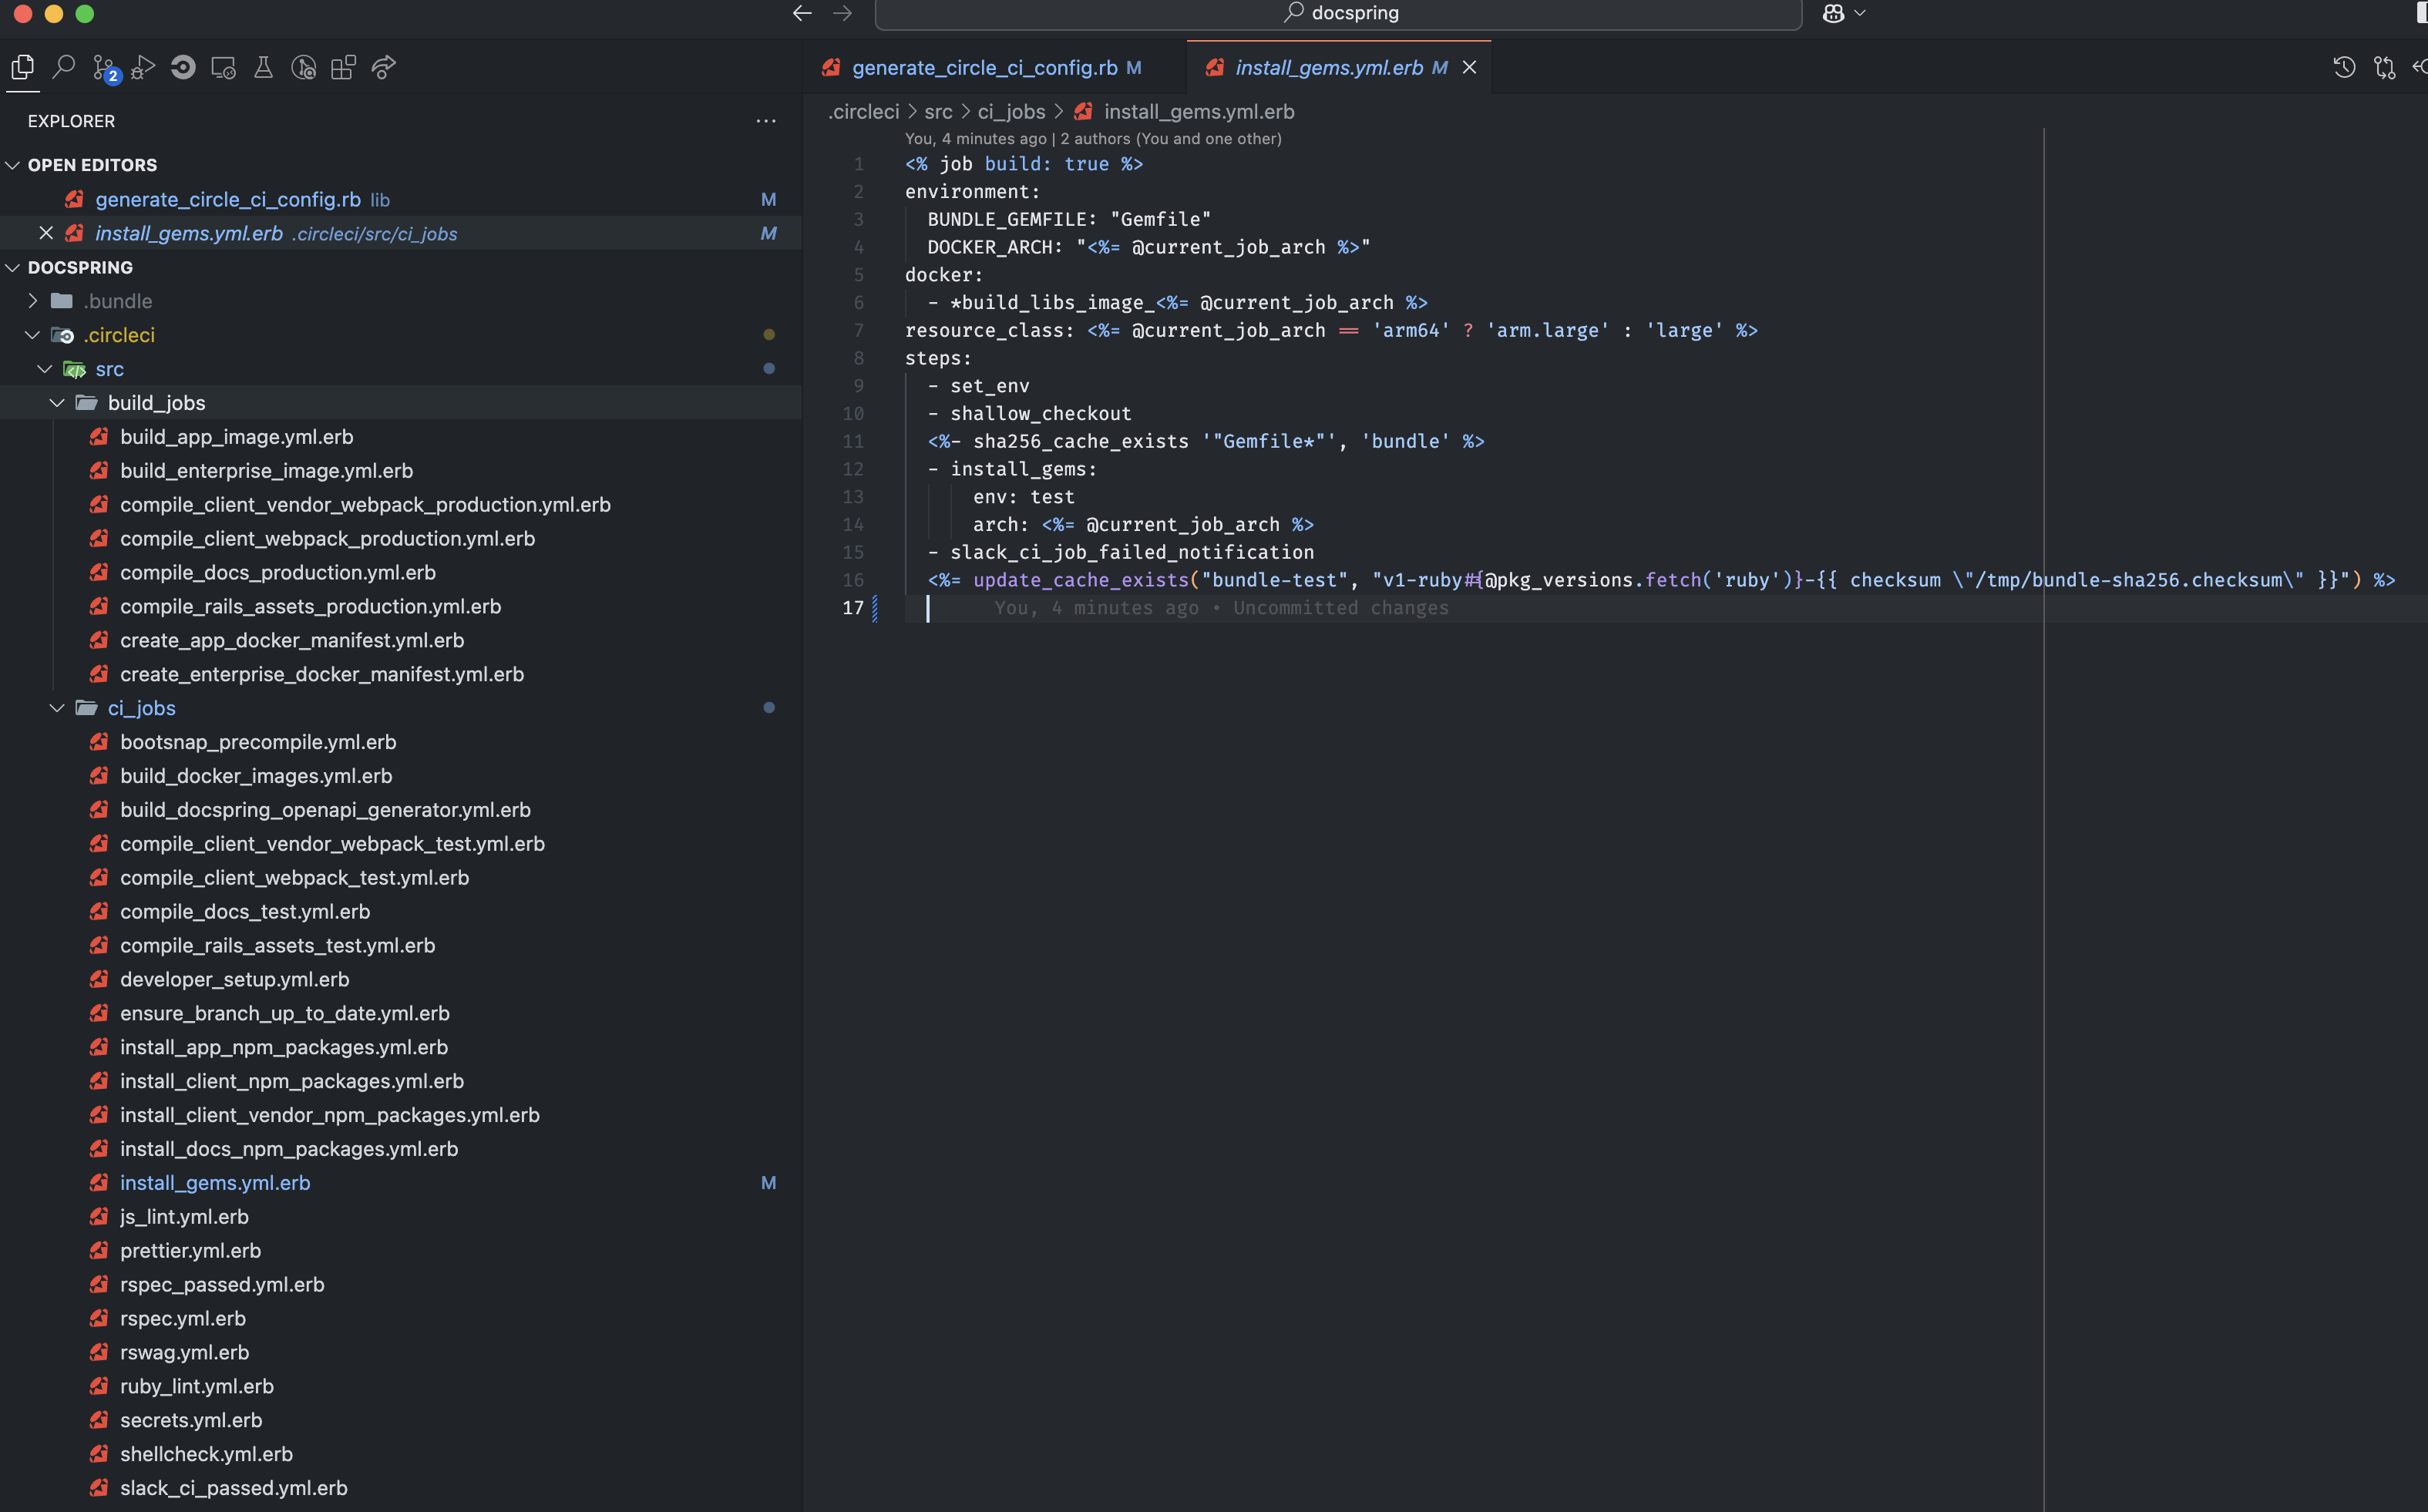 docspring
2
generate_circle_ci_config.rb M
install_gems.yml.erb M
EXPLORER
OPEN EDITORS
generate_circle_ci_config.rb lib M
install_gems.yml.erb .circleci/src/ci_jobs M
DOCSPRING
.bundle
.circleci
src
build_jobs
build_app_image.yml.erb
build_enterprise_image.yml.erb
compile_client_vendor_webpack_production.yml.erb
compile_client_webpack_production.yml.erb
compile_docs_production.yml.erb
compile_rails_assets_production.yml.erb
create_app_docker_manifest.yml.erb
create_enterprise_docker_manifest.yml.erb
ci_jobs
bootsnap_precompile.yml.erb
build_docker_images.yml.erb
build_docspring_openapi_generator.yml.erb
compile_client_vendor_webpack_test.yml.erb
compile_client_webpack_test.yml.erb
compile_docs_test.yml.erb
compile_rails_assets_test.yml.erb
developer_setup.yml.erb
ensure_branch_up_to_date.yml.erb
install_app_npm_packages.yml.erb
install_client_npm_packages.yml.erb
install_client_vendor_npm_packages.yml.erb
install_docs_npm_packages.yml.erb
install_gems.yml.erb M
js_lint.yml.erb
prettier.yml.erb
rspec_passed.yml.erb
rspec.yml.erb
rswag.yml.erb
ruby_lint.yml.erb
secrets.yml.erb
shellcheck.yml.erb
slack_ci_passed.yml.erb
.circleci > src > ci_jobs > install_gems.yml.erb
You, 4 minutes ago | 2 authors (You and one other)
1 <% job build: true %>
2 environment:
3 BUNDLE_GEMFILE: "Gemfile"
4 DOCKER_ARCH: "<%= @current_job_arch %>"
5 docker:
6 - *build_libs_image_<%= @current_job_arch %>
7 resource_class: <%= @current_job_arch == 'arm64' ? 'arm.large' : 'large' %>
8 steps:
9 - set_env
10 - shallow_checkout
11 <%- sha256_cache_exists '"Gemfile*"', 'bundle' %>
12 - install_gems:
13 env: test
14 arch: <%= @current_job_arch %>
15 - slack_ci_job_failed_notification
16 <%= update_cache_exists("bundle-test", "v1-ruby#{@pkg_versions.fetch('ruby')}-{{ checksum \"/tmp/bundle-sha256.checksum\" }}") %>
17 You, 4 minutes ago • Uncommitted changes